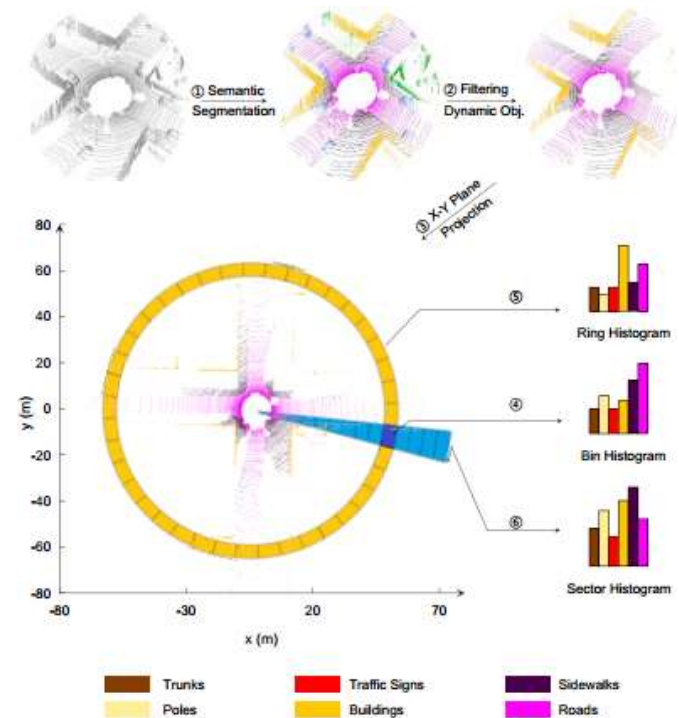 ① Semantic
Segmentation
② Filtering
Dynamic Obj.
③ X-Y Plane
Projection
80
60
40
20
0
-20
-40
-60
-80
y (m)
-80
-30
20
70
x (m)
⑤
Ring Histogram
④
Bin Histogram
⑥
Sector Histogram
Trunks
Traffic Signs
Sidewalks
Poles
Buildings
Roads